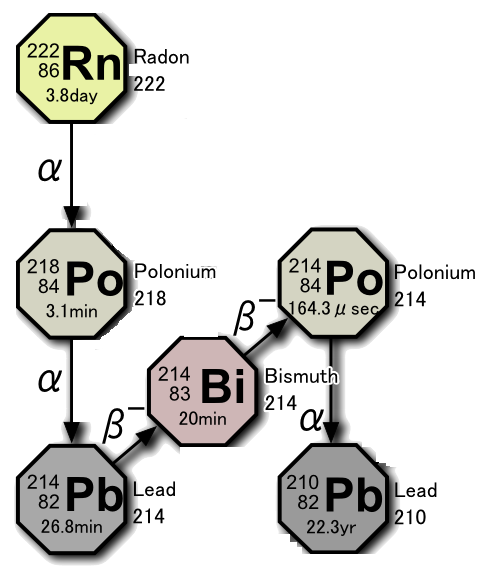 222
86
Rn
3.8day
Radon
222
α
218
84
Po
3.1min
Polonium
218
214
84
Po
164.3 μ sec
Polonium
214
β−
α
214
83
Bi
20min
Bismuth
214
β−
α
214
82
Pb
26.8min
Lead
214
210
82
Pb
22.3yr
Lead
210